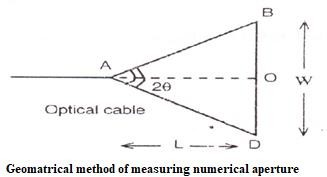 B
A
2θ
O
W
Optical cable
L
D
Geomatrical method of measuring numerical aperture